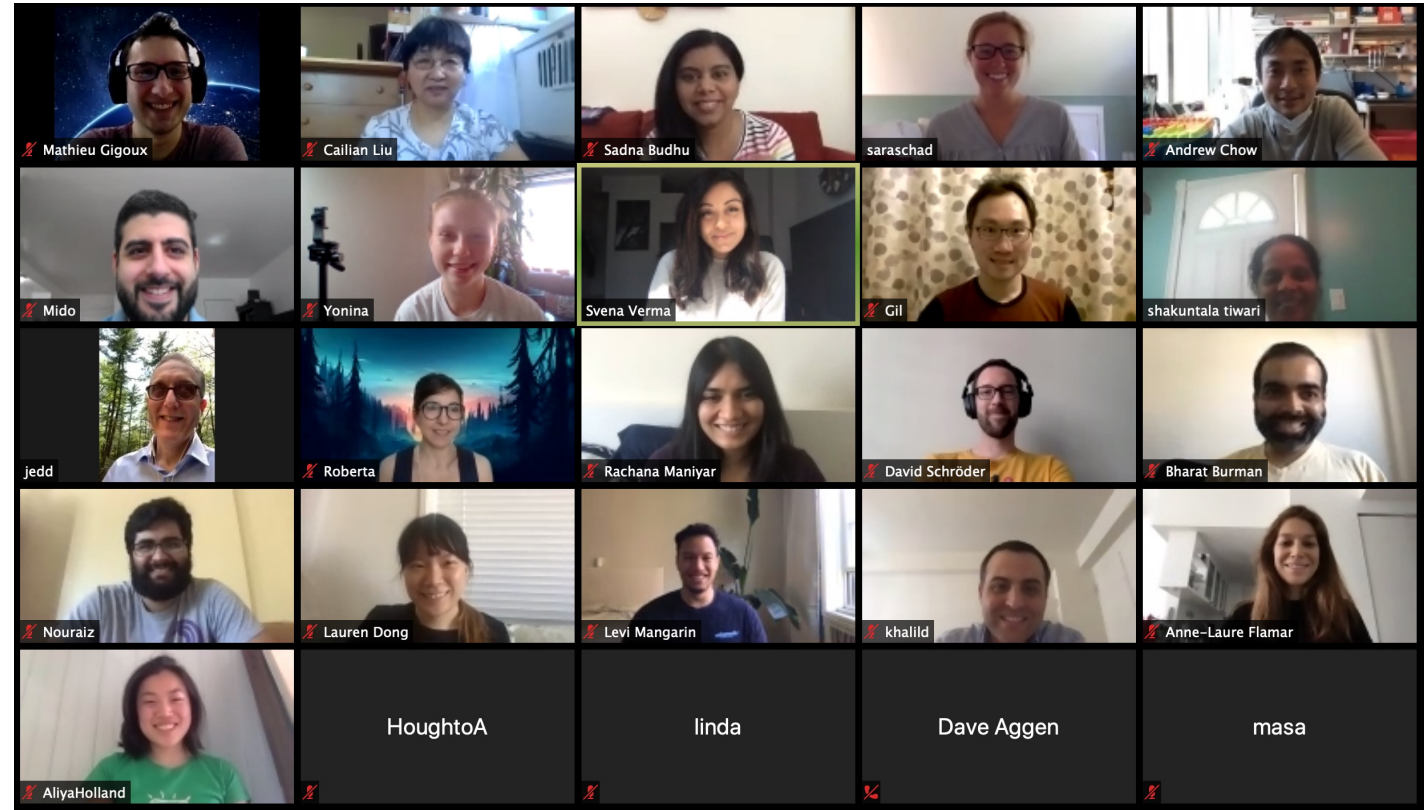 Mathieu Gigoux
Cailian Liu
Sadna Budhu
saraschad
Andrew Chow
Mido
Yonina
Svena Verma
Gil
shakuntala tiwari
jedd
Roberta
Rachana Maniyar
David Schröder
Bharat Burman
Nouraiz
Lauren Dong
Levi Mangarin
khalild
Anne-Laure Flamar
AliyaHolland
HoughtoA
linda
Dave Aggen
masa